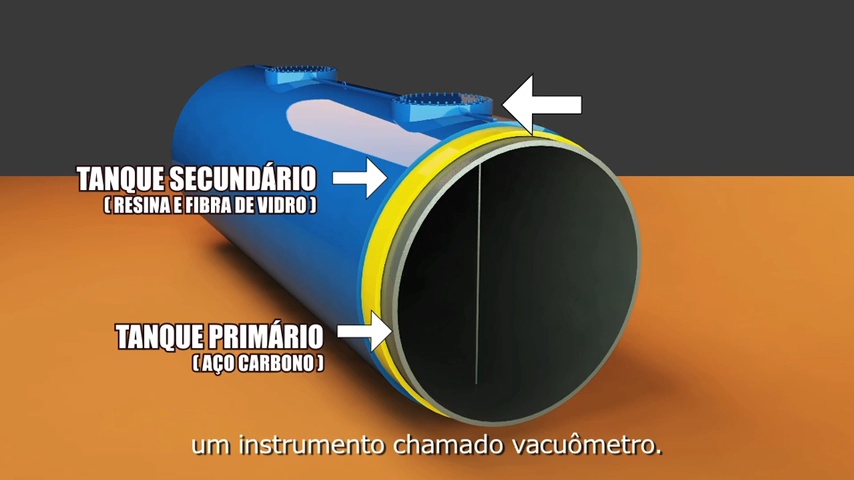 TANQUE SECUNDÁRIO
( RESINA E FIBRA DE VIDRO )
TANQUE PRIMÁRIO
( AÇO CARBONO )
um instrumento chamado vacuômetro.